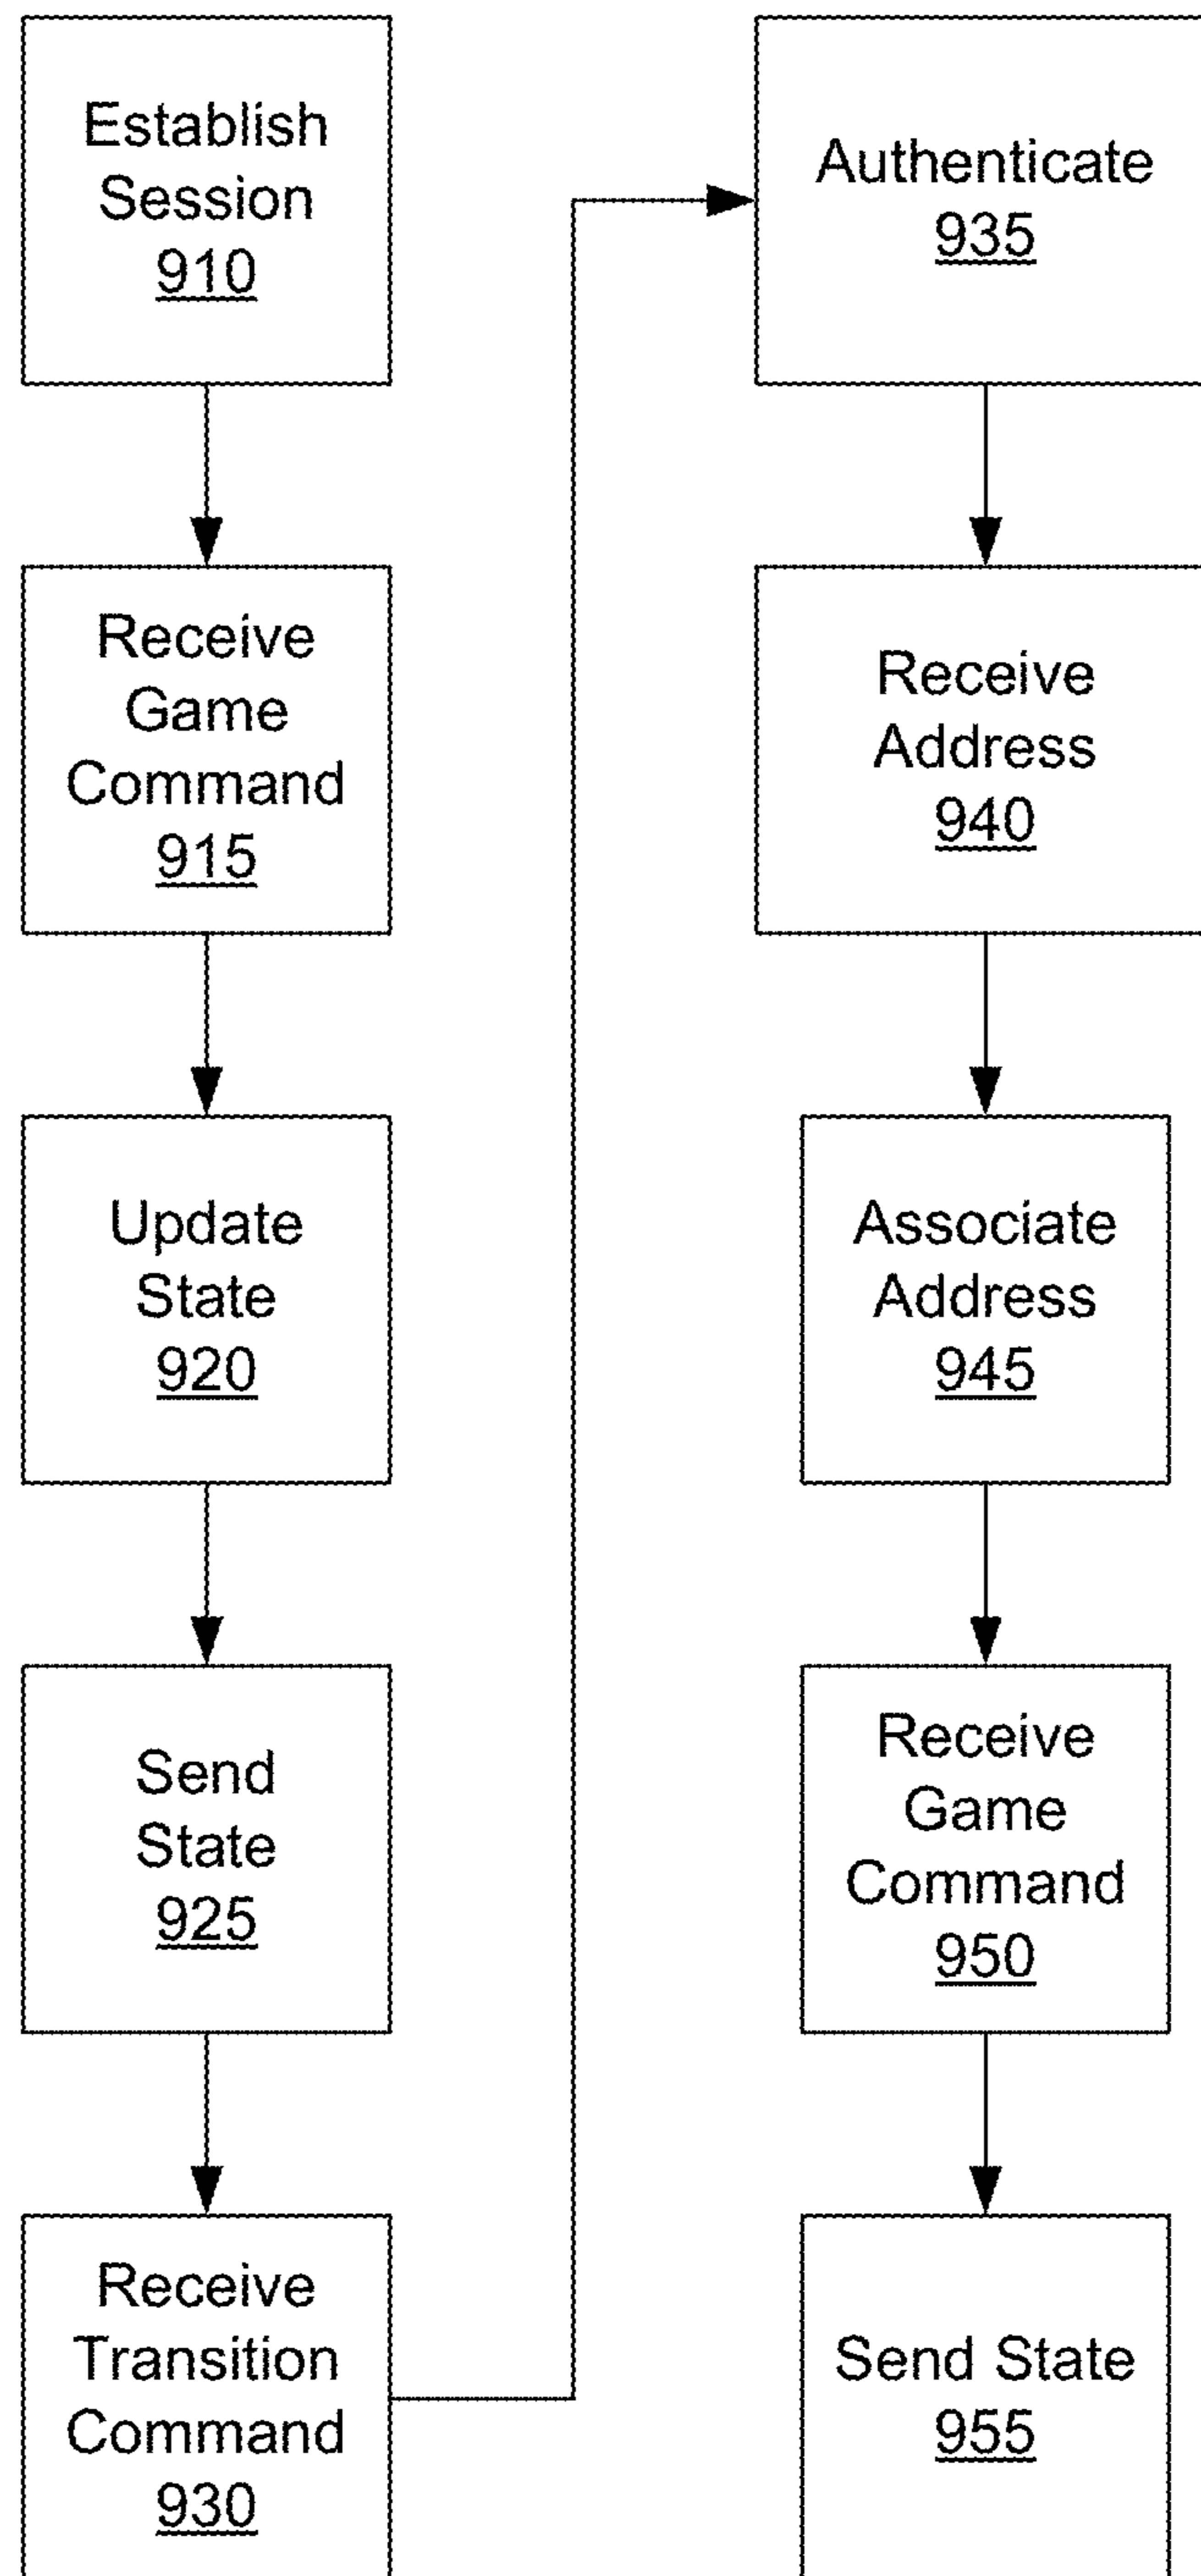 Establish
Session
910
Receive
Game
Command
915
Update
State
920
Send
State
925
Receive
Transition
Command
930
Authenticate
935
Receive
Address
940
Associate
Address
945
Receive
Game
Command
950
Send State
955